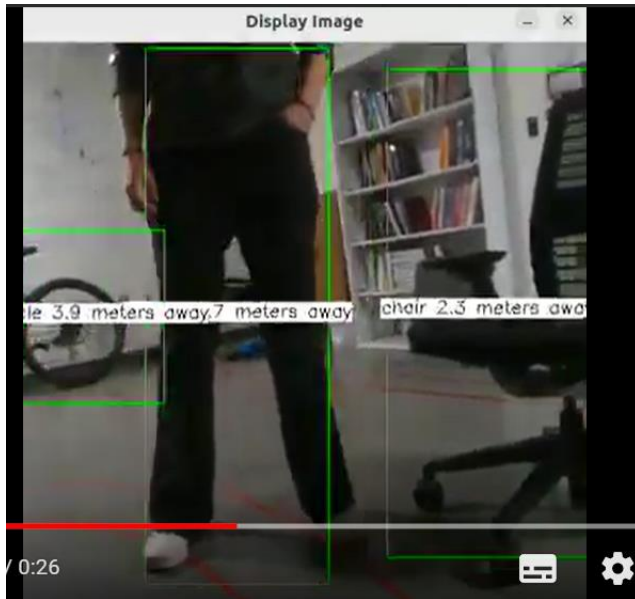 Display Image
le 3.9 meters away.7 meters away
chair 2.3 meters awa
/ 0:26